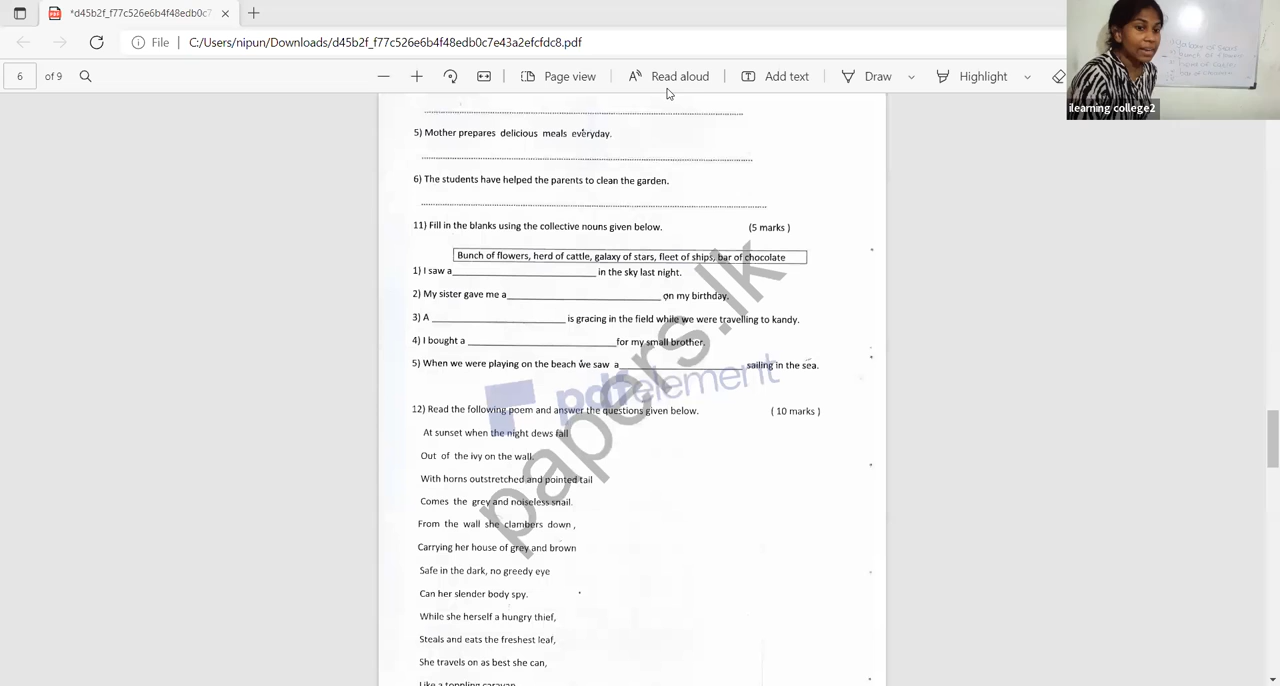 *d45b2f_f77c526e6b4f48edb0c7
File C:/Users/nipun/Downloads/d45b2f_f77c526e6b4f48edb0c7e43a2efcfdc8.pdf
6 of 9 Page view Read aloud Add text Draw Highlight
ilearning college2
5) Mother prepares delicious meals everyday.
6) The students have helped the parents to clean the garden.
11) Fill in the blanks using the collective nouns given below. (5 marks )
Bunch of flowers, herd of cattle, galaxy of stars, fleet of ships, bar of chocolate
1) I saw a____________________ in the sky last night.
2) My sister gave me a____________________ on my birthday.
3) A ____________________ is gracing in the field while we were travelling to kandy.
4) I bought a ____________________for my small brother.
5) When we were playing on the beach we saw a____________________ sailing in the sea.
papers.lk
pdfelement
12) Read the following poem and answer the questions given below. ( 10 marks )
At sunset when the night dews fall
Out of the ivy on the wall.
With horns outstretched and pointed tail
Comes the grey and noiseless snail.
From the wall she clambers down ,
Carrying her house of grey and brown
Safe in the dark, no greedy eye
Can her slender body spy.
While she herself a hungry thief,
Steals and eats the freshest leaf,
She travels on as best she can,
Like a toppling caravan